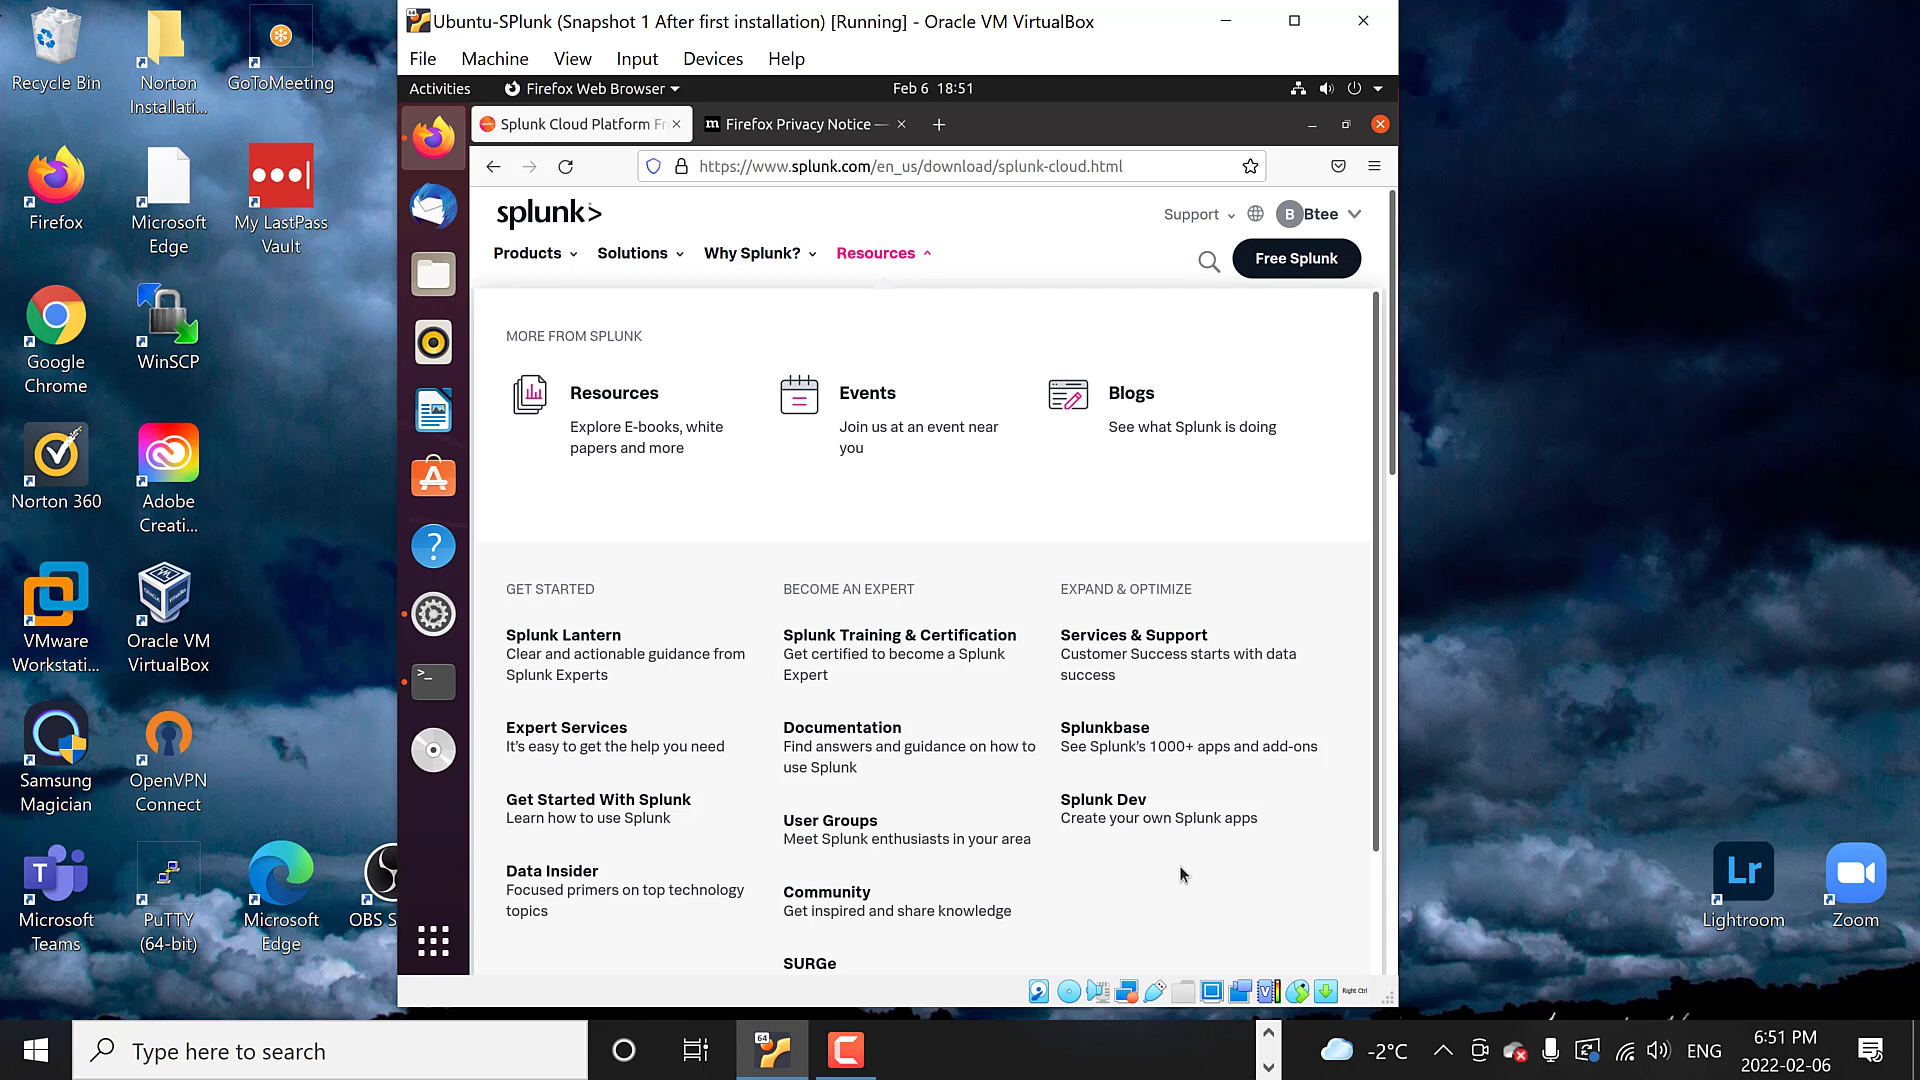 Recycle Bin
Norton
Installati...
GoToMeeting
Firefox
Microsoft
Edge
My LastPass
Vault
Google
Chrome
WinSCP
Norton 360
Adobe
Creati...
VMware
Workstati...
Oracle VM
VirtualBox
Samsung
Magician
OpenVPN
Connect
Microsoft
Teams
PuTTY
(64-bit)
Microsoft
Edge
OBS S
Ubuntu-SPlunk (Snapshot 1 After first installation) [Running] - Oracle VM VirtualBox
File Machine View Input Devices Help
Activities Firefox Web Browser Feb 6 18:51
Splunk Cloud Platform Fr m Firefox Privacy Notice —
https://www.splunk.com/en_us/download/splunk-cloud.html
splunk> Support B Btee
Products Solutions Why Splunk? Resources Free Splunk
MORE FROM SPLUNK
Resources
Explore E-books, white
papers and more
Events
Join us at an event near
you
Blogs
See what Splunk is doing
GET STARTED
Splunk Lantern
Clear and actionable guidance from
Splunk Experts
Expert Services
It's easy to get the help you need
Get Started With Splunk
Learn how to use Splunk
Data Insider
Focused primers on top technology
topics
BECOME AN EXPERT
Splunk Training & Certification
Get certified to become a Splunk
Expert
Documentation
Find answers and guidance on how to
use Splunk
User Groups
Meet Splunk enthusiasts in your area
Community
Get inspired and share knowledge
SURGe
EXPAND & OPTIMIZE
Services & Support
Customer Success starts with data
success
Splunkbase
See Splunk's 1000+ apps and add-ons
Splunk Dev
Create your own Splunk apps
Right Ctrl
Lr
Lightroom
Zoom
Type here to search
64
-2°C
ENG
6:51 PM
2022-02-06